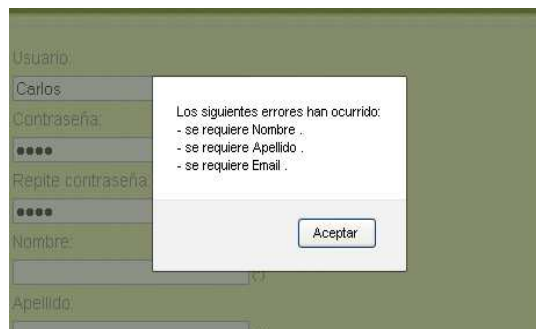 Usuario:
Carlos
Contraseña:
Repite contraseña
Nombre:
Apellido:
Los siguientes errores han ocurrido:
- se requiere Nombre .
- se requiere Apellido .
- se requiere Email .
Aceptar